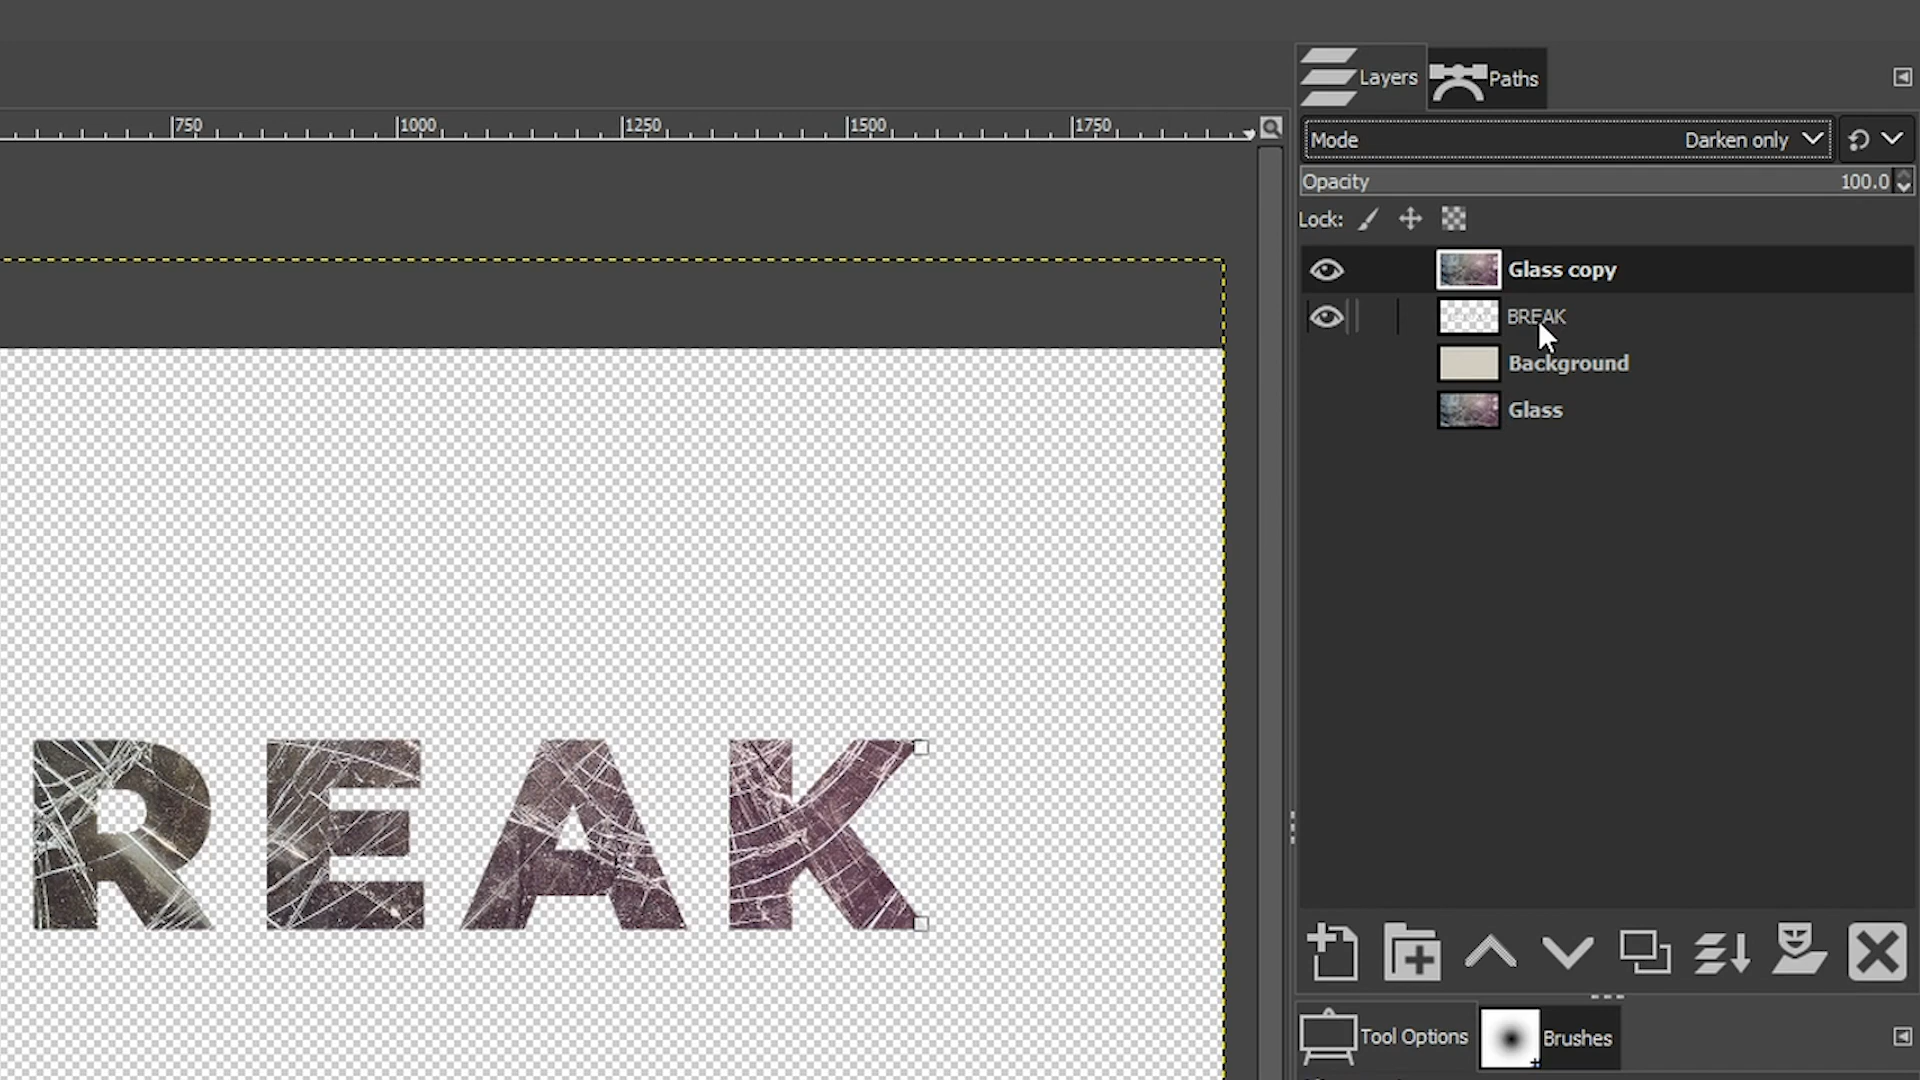 Layers Paths
750 1000 1250 1500 1750
Mode Darken only
Opacity 100.0
Lock:
Glass copy
BREAK
Background
Glass
REAK
Tool Options Brushes